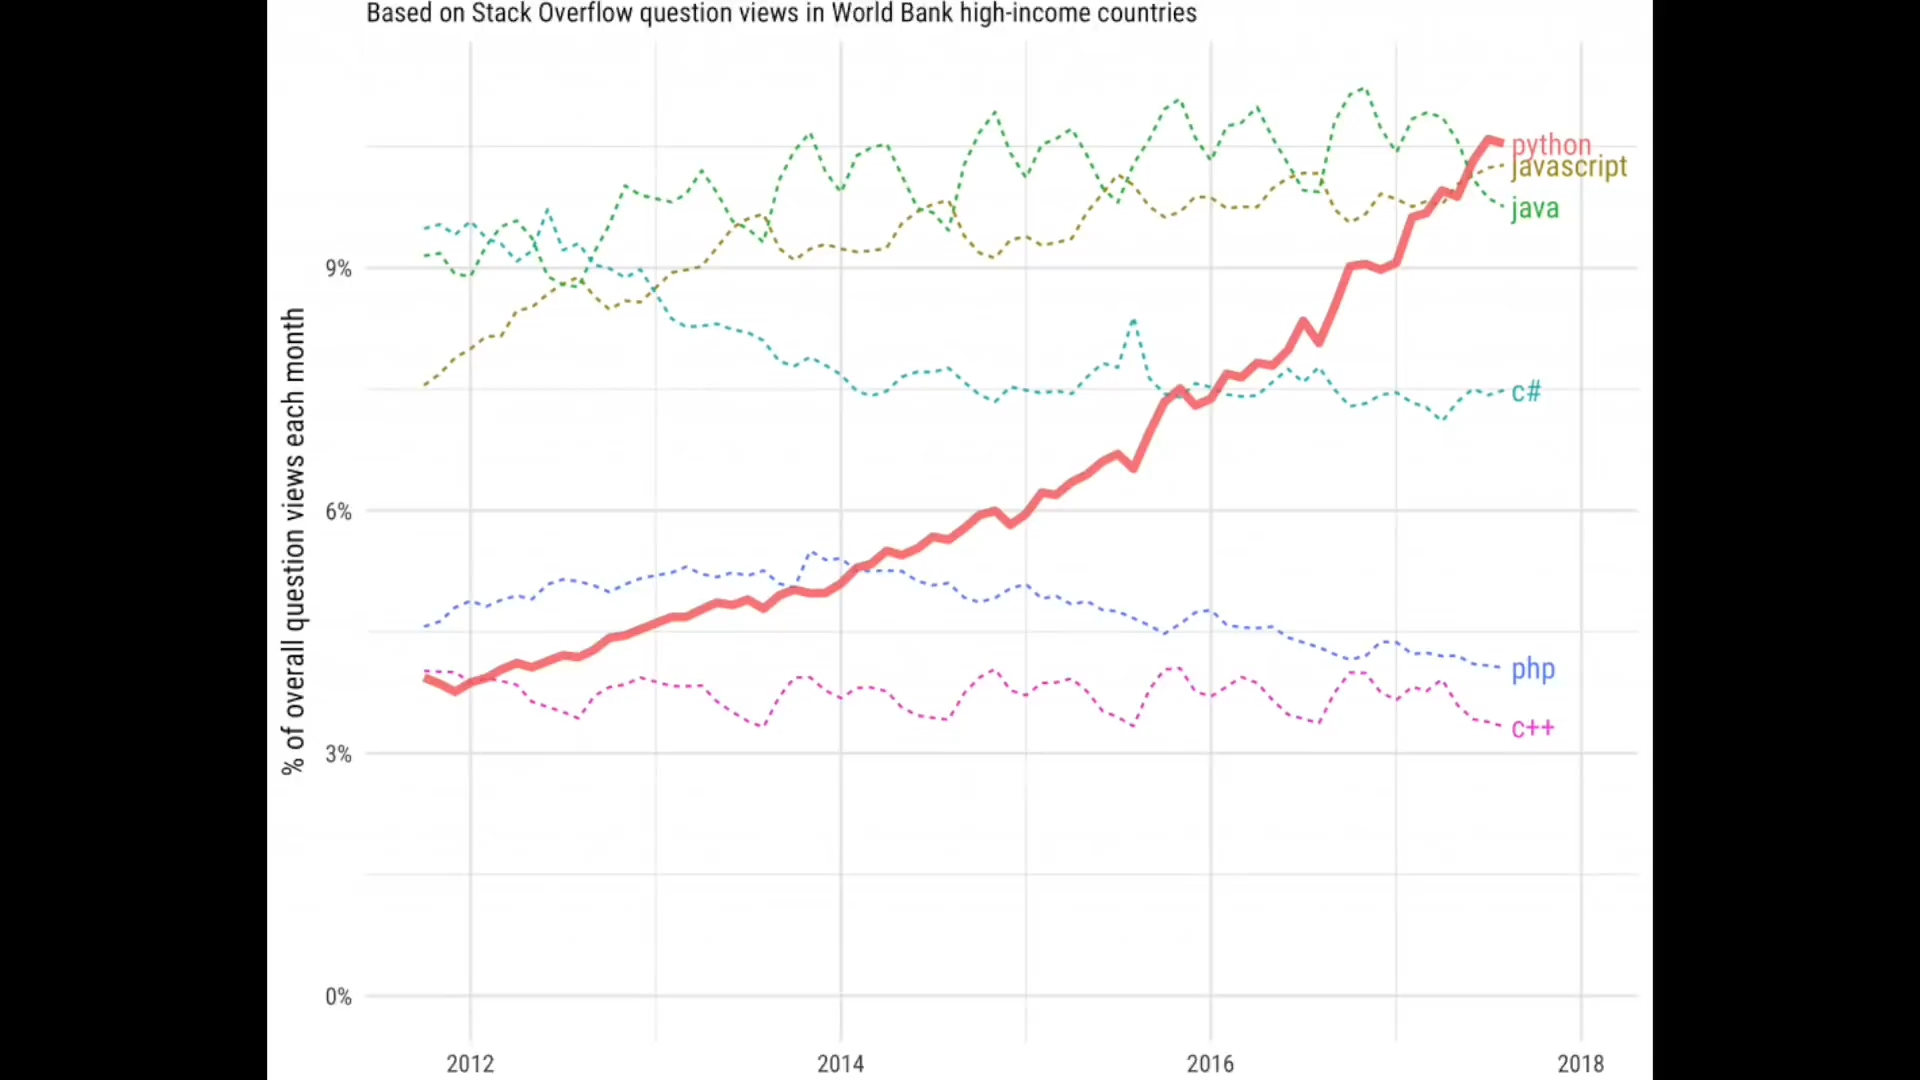 Based on Stack Overflow question views in World Bank high-income countries
% of overall question views each month
9%
6%
3%
0%
python
javascript
java
c#
php
c++
2012
2014
2016
2018